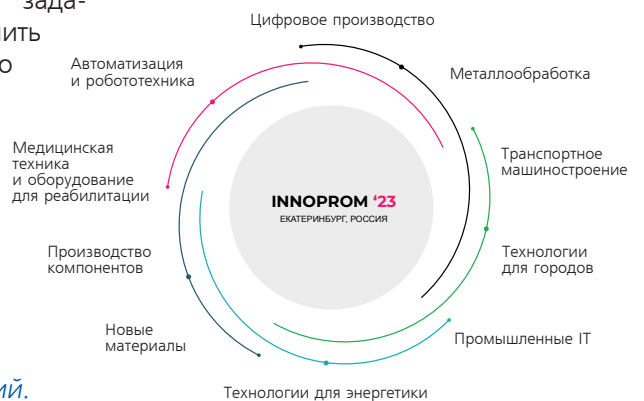 зада-
Цифровое производство
Автоматизация
и робототехника
Металлообработка
Медицинская
техника
и оборудование
для реабилитации
Транспортное
машиностроение
INNOPROM ‘23
ЕКАТЕРИНБУРГ, РОССИЯ
Производство
компонентов
Технологии
для городов
Новые
материалы
Промышленные IT
Технологии для энергетики